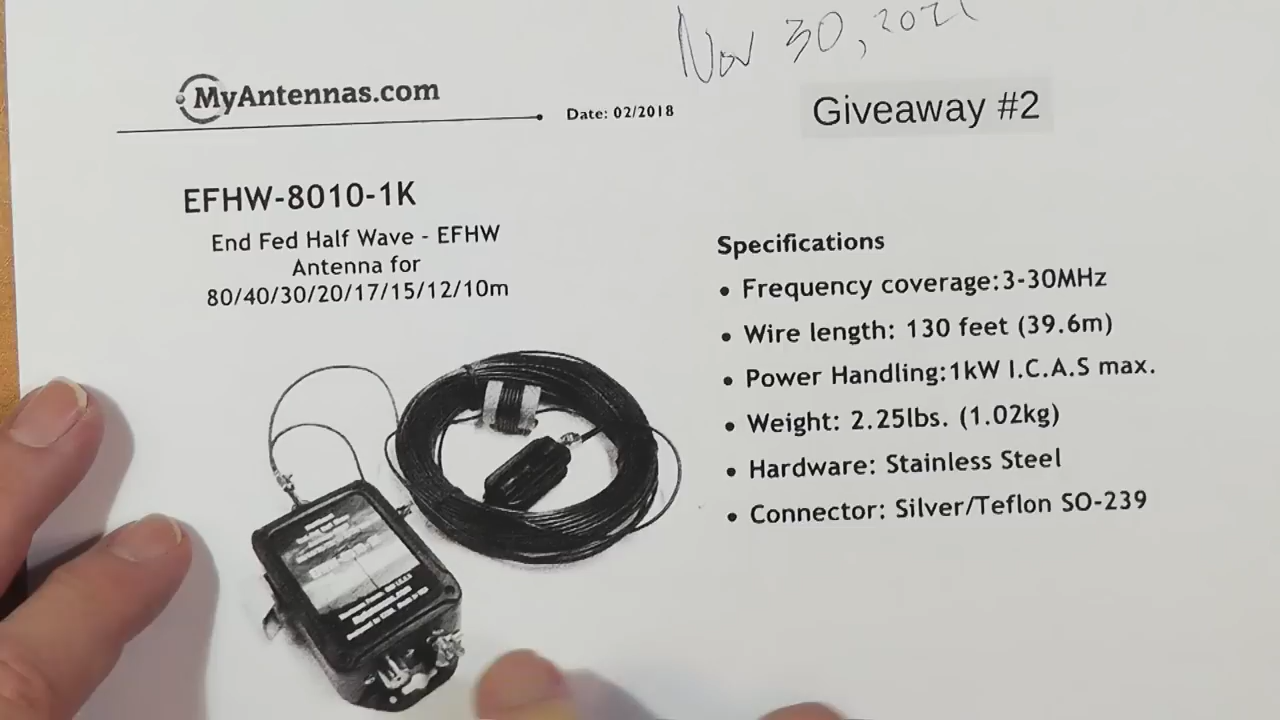 Nov 30, 2021
MyAntennas.com
Date: 02/2018
Giveaway #2
EFHW-8010-1K
End Fed Half Wave - EFHW
Antenna for
80/40/30/20/17/15/12/10m
Specifications
• Frequency coverage:3-30MHz
• Wire length: 130 feet (39.6m)
• Power Handling:1kW I.C.A.S max.
• Weight: 2.25lbs. (1.02kg)
• Hardware: Stainless Steel
• Connector: Silver/Teflon SO-239